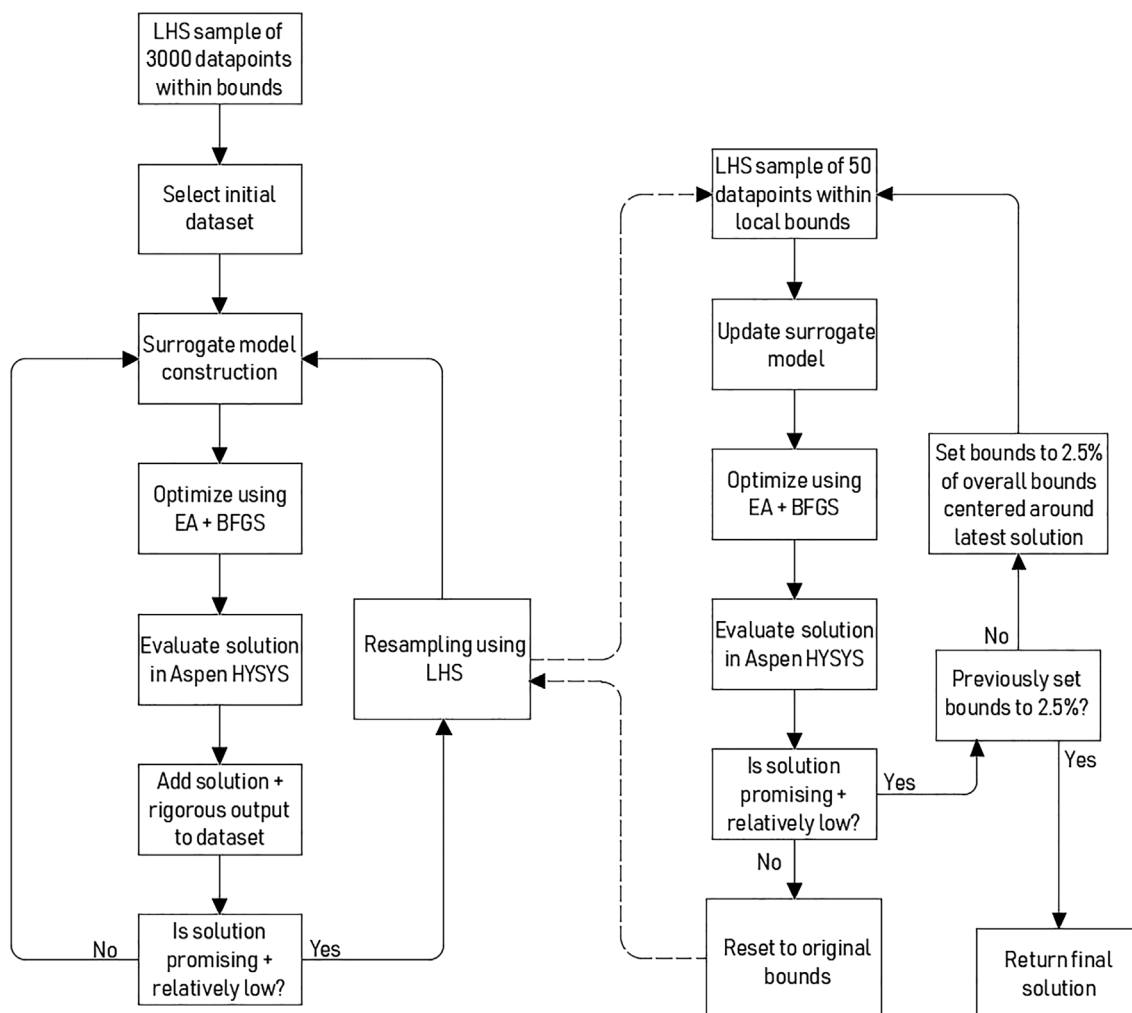 LHS sample of
3000 datapoints
within bounds
Select initial
dataset
Surrogate model
construction
Optimize using
EA + BFGS
Evaluate solution
in Aspen HYSYS
Add solution +
rigorous output
to dataset
Is solution
promising +
relatively low?
No
Yes
Resampling using
LHS
LHS sample of 50
datapoints within
local bounds
Update surrogate
model
Optimize using
EA + BFGS
Evaluate solution
in Aspen HYSYS
Is solution
promising +
relatively low?
Yes
No
Reset to original
bounds
Set bounds to 2.5%
of overall bounds
centered around
latest solution
No
Previously set
bounds to 2.5%?
Yes
Return final
solution